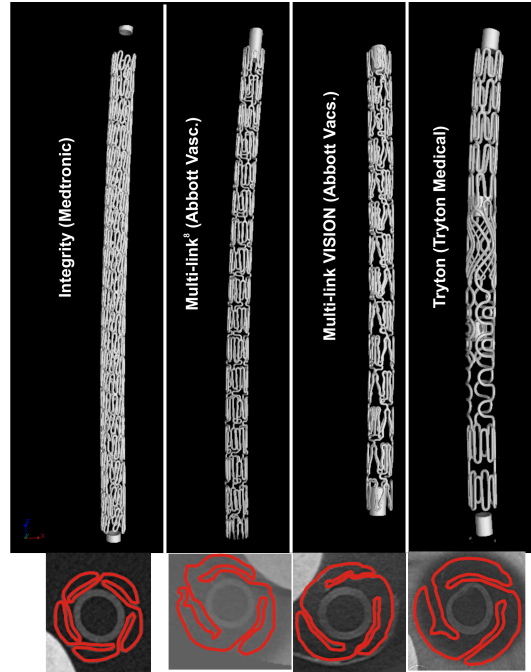 Integrity (Medtronic)
Multi-link⁸ (Abbott Vasc.)
Multi-link VISION (Abbott Vacs.)
Tryton (Tryton Medical)